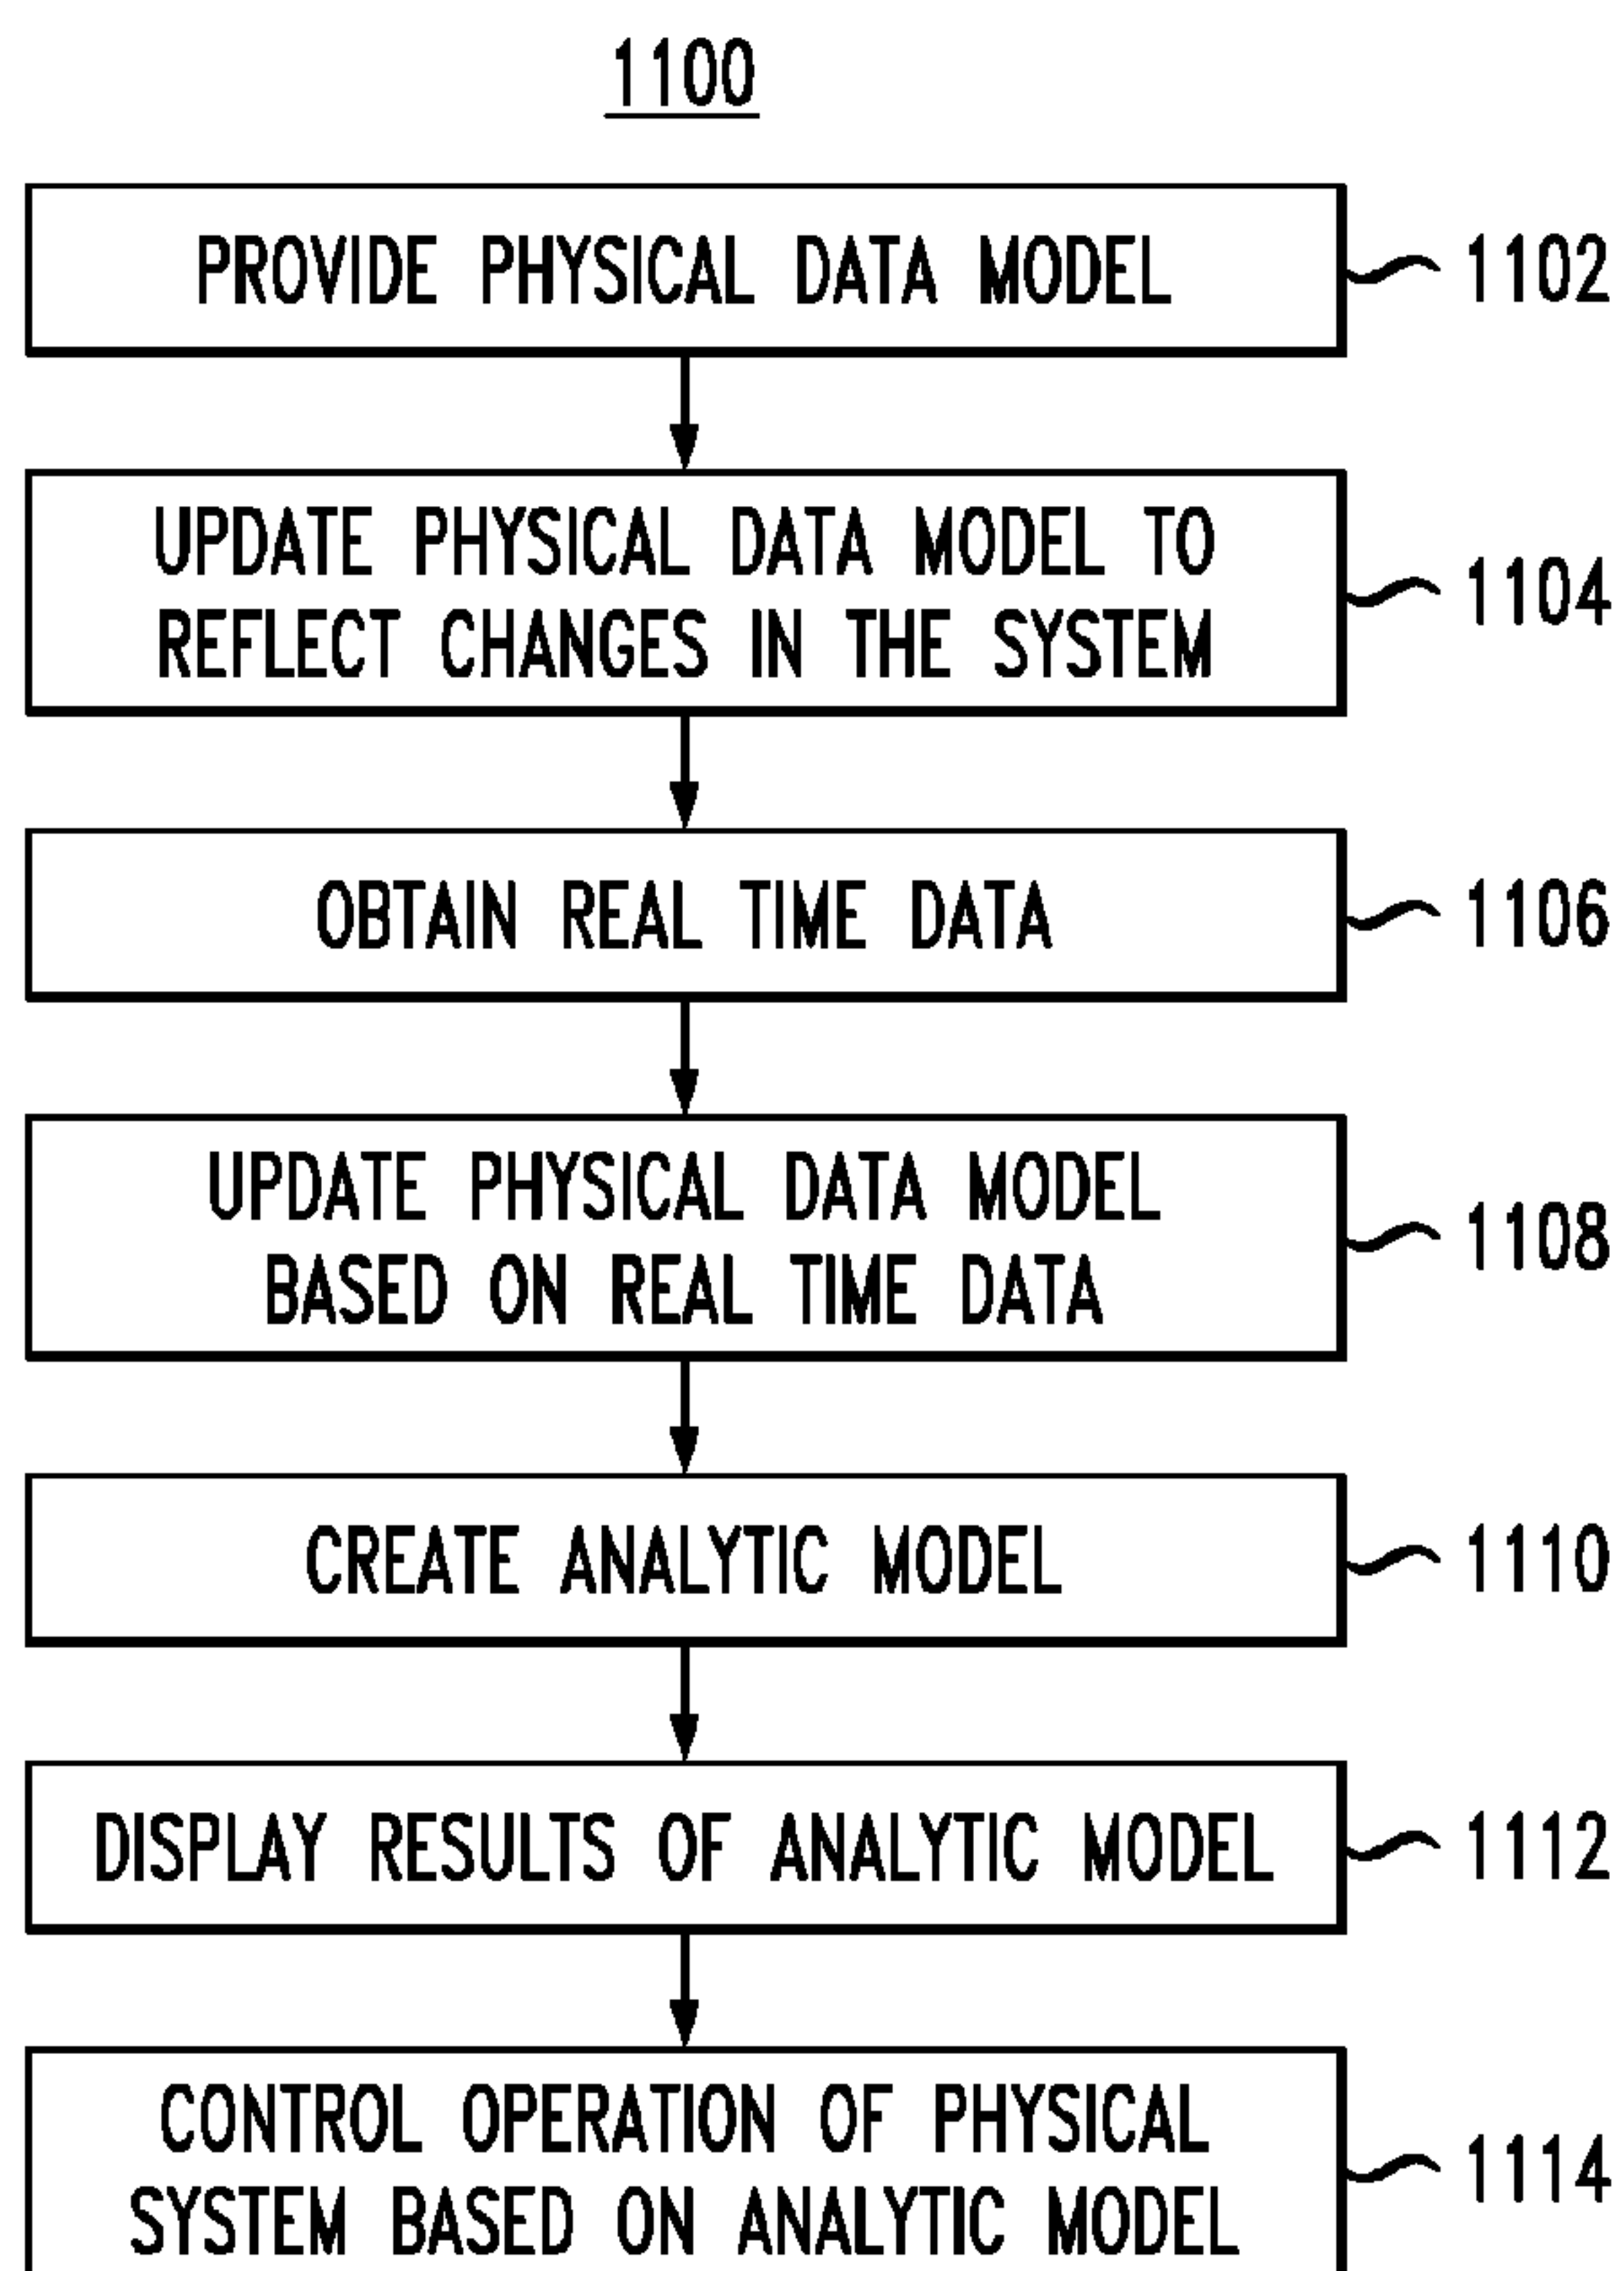 1100
PROVIDE PHYSICAL DATA MODEL
1102
UPDATE PHYSICAL DATA MODEL TO
REFLECT CHANGES IN THE SYSTEM
1104
OBTAIN REAL TIME DATA
1106
UPDATE PHYSICAL DATA MODEL
BASED ON REAL TIME DATA
1108
CREATE ANALYTIC MODEL
1110
DISPLAY RESULTS OF ANALYTIC MODEL
1112
CONTROL OPERATION OF PHYSICAL
SYSTEM BASED ON ANALYTIC MODEL
1114